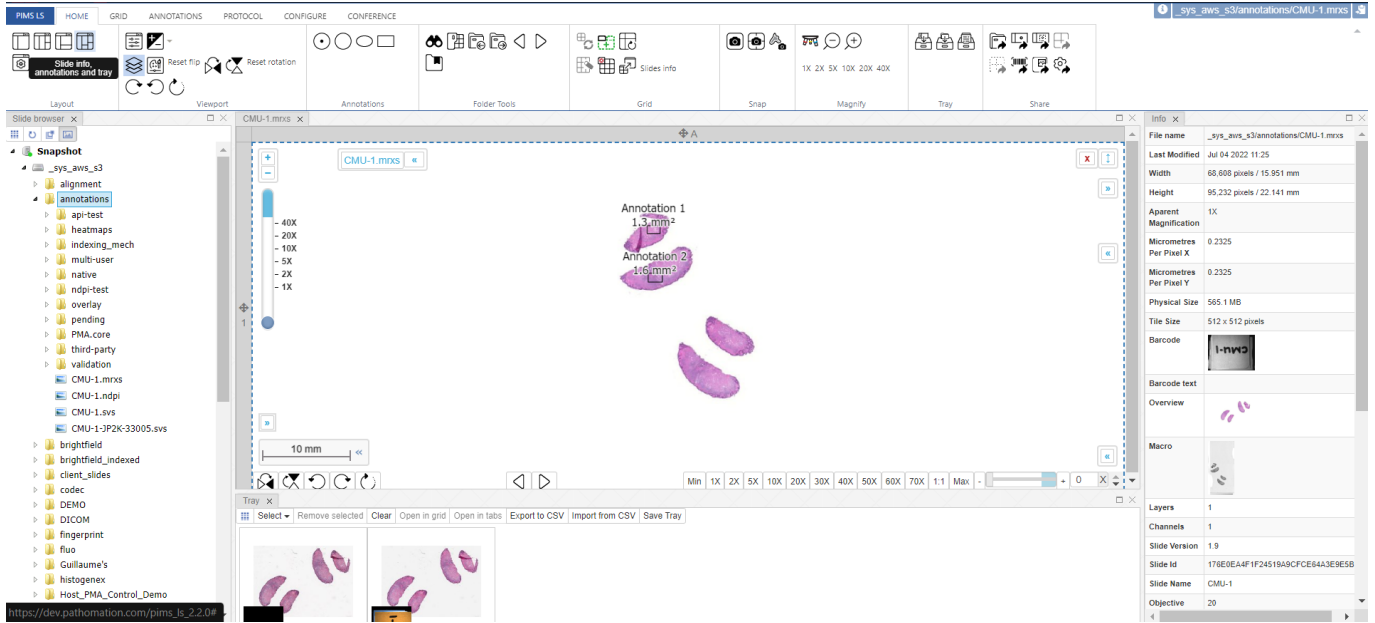 PIMS LS HOME GRID ANNOTATIONS PROTOCOL CONFIGURE CONFERENCE
_sys_aws_s3/annotations/CMU-1.mrxs
Slide info,
annotations and tray
Reset flip
Reset rotation
Slides info
1X 2X 5X 10X 20X 40X
Layout Viewport Annotations Folder Tools Grid Snap Magnify Tray Share
Slide browser x
Snapshot
_sys_aws_s3
alignment
annotations
api-test
heatmaps
indexing_mech
multi-user
native
ndpi-test
overlay
pending
PMA.core
third-party
validation
CMU-1.mrxs
CMU-1.ndpi
CMU-1.svs
CMU-1-JP2K-33005.svs
brightfield
brightfield_indexed
client_slides
codec
DEMO
DICOM
fingerprint
fluo
Guillaume's
histogenex
Host_PMA_Control_Demo
https://dev.pathomation.com/pims_ls_2.2.0#
CMU-1.mrxs x
A
1
+
CMU-1.mrxs «
X
»
-
- 40X
- 20X
- 10X
- 5X
- 2X
- 1X
«
Annotation 1
1.3 mm²
Annotation 2
1.6 mm²
»
10 mm «
«
Min 1X 2X 5X 10X 20X 30X 40X 50X 60X 70X 1:1 Max - + 0 X
Tray x
Select Remove selected Clear Open in grid Open in tabs Export to CSV Import from CSV Save Tray
Info x
File name _sys_aws_s3/annotations/CMU-1.mrxs
Last Modified Jul 04 2022 11:25
Width 68,608 pixels / 15.951 mm
Height 95,232 pixels / 22.141 mm
Aparent
Magnification 1X
Micrometres
Per Pixel X 0.2325
Micrometres
Per Pixel Y 0.2325
Physical Size 565.1 MB
Tile Size 512 x 512 pixels
Barcode CMU-1
Barcode text
Overview
Macro
Layers 1
Channels 1
Slide Version 1.9
Slide Id 176E0EA4F1F24519A9CFCE64A3E9E5B
Slide Name CMU-1
Objective 20